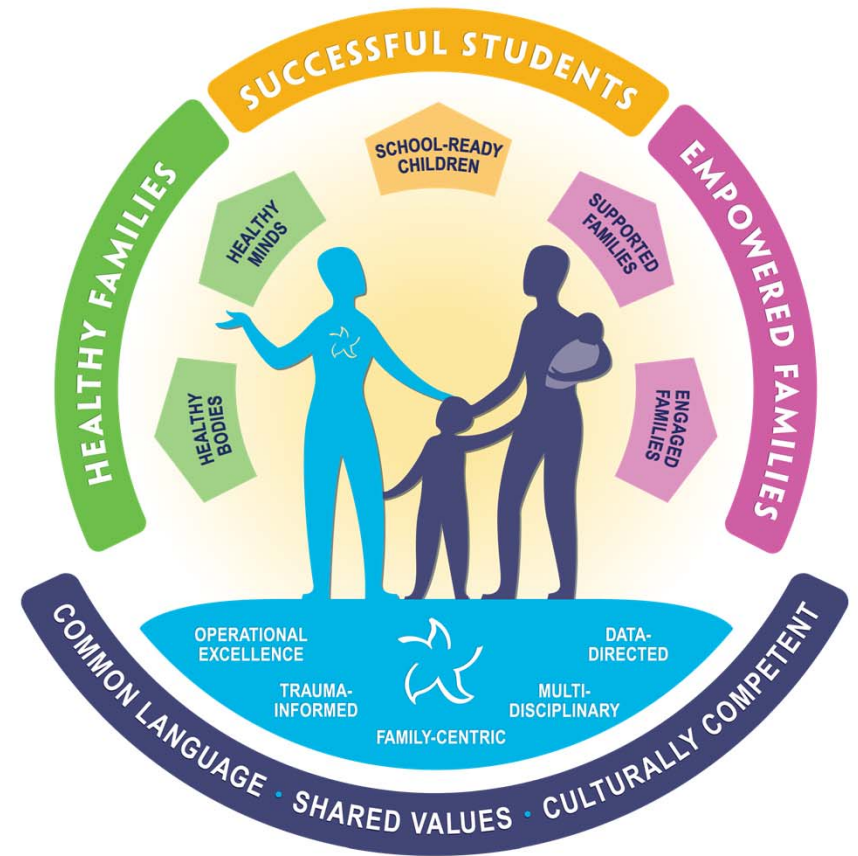 SUCCESSFUL STUDENTS
HEALTHY FAMILIES
EMPOWERED FAMILIES
SCHOOL-READY
CHILDREN
HEALTHY
MINDS
SUPPORTED
FAMILIES
HEALTHY
BODIES
ENGAGED
FAMILIES
OPERATIONAL
EXCELLENCE
DATA-
DIRECTED
TRAUMA-
INFORMED
MULTI-
DISCIPLINARY
FAMILY-CENTRIC
COMMON LANGUAGE • SHARED VALUES • CULTURALLY COMPETENT